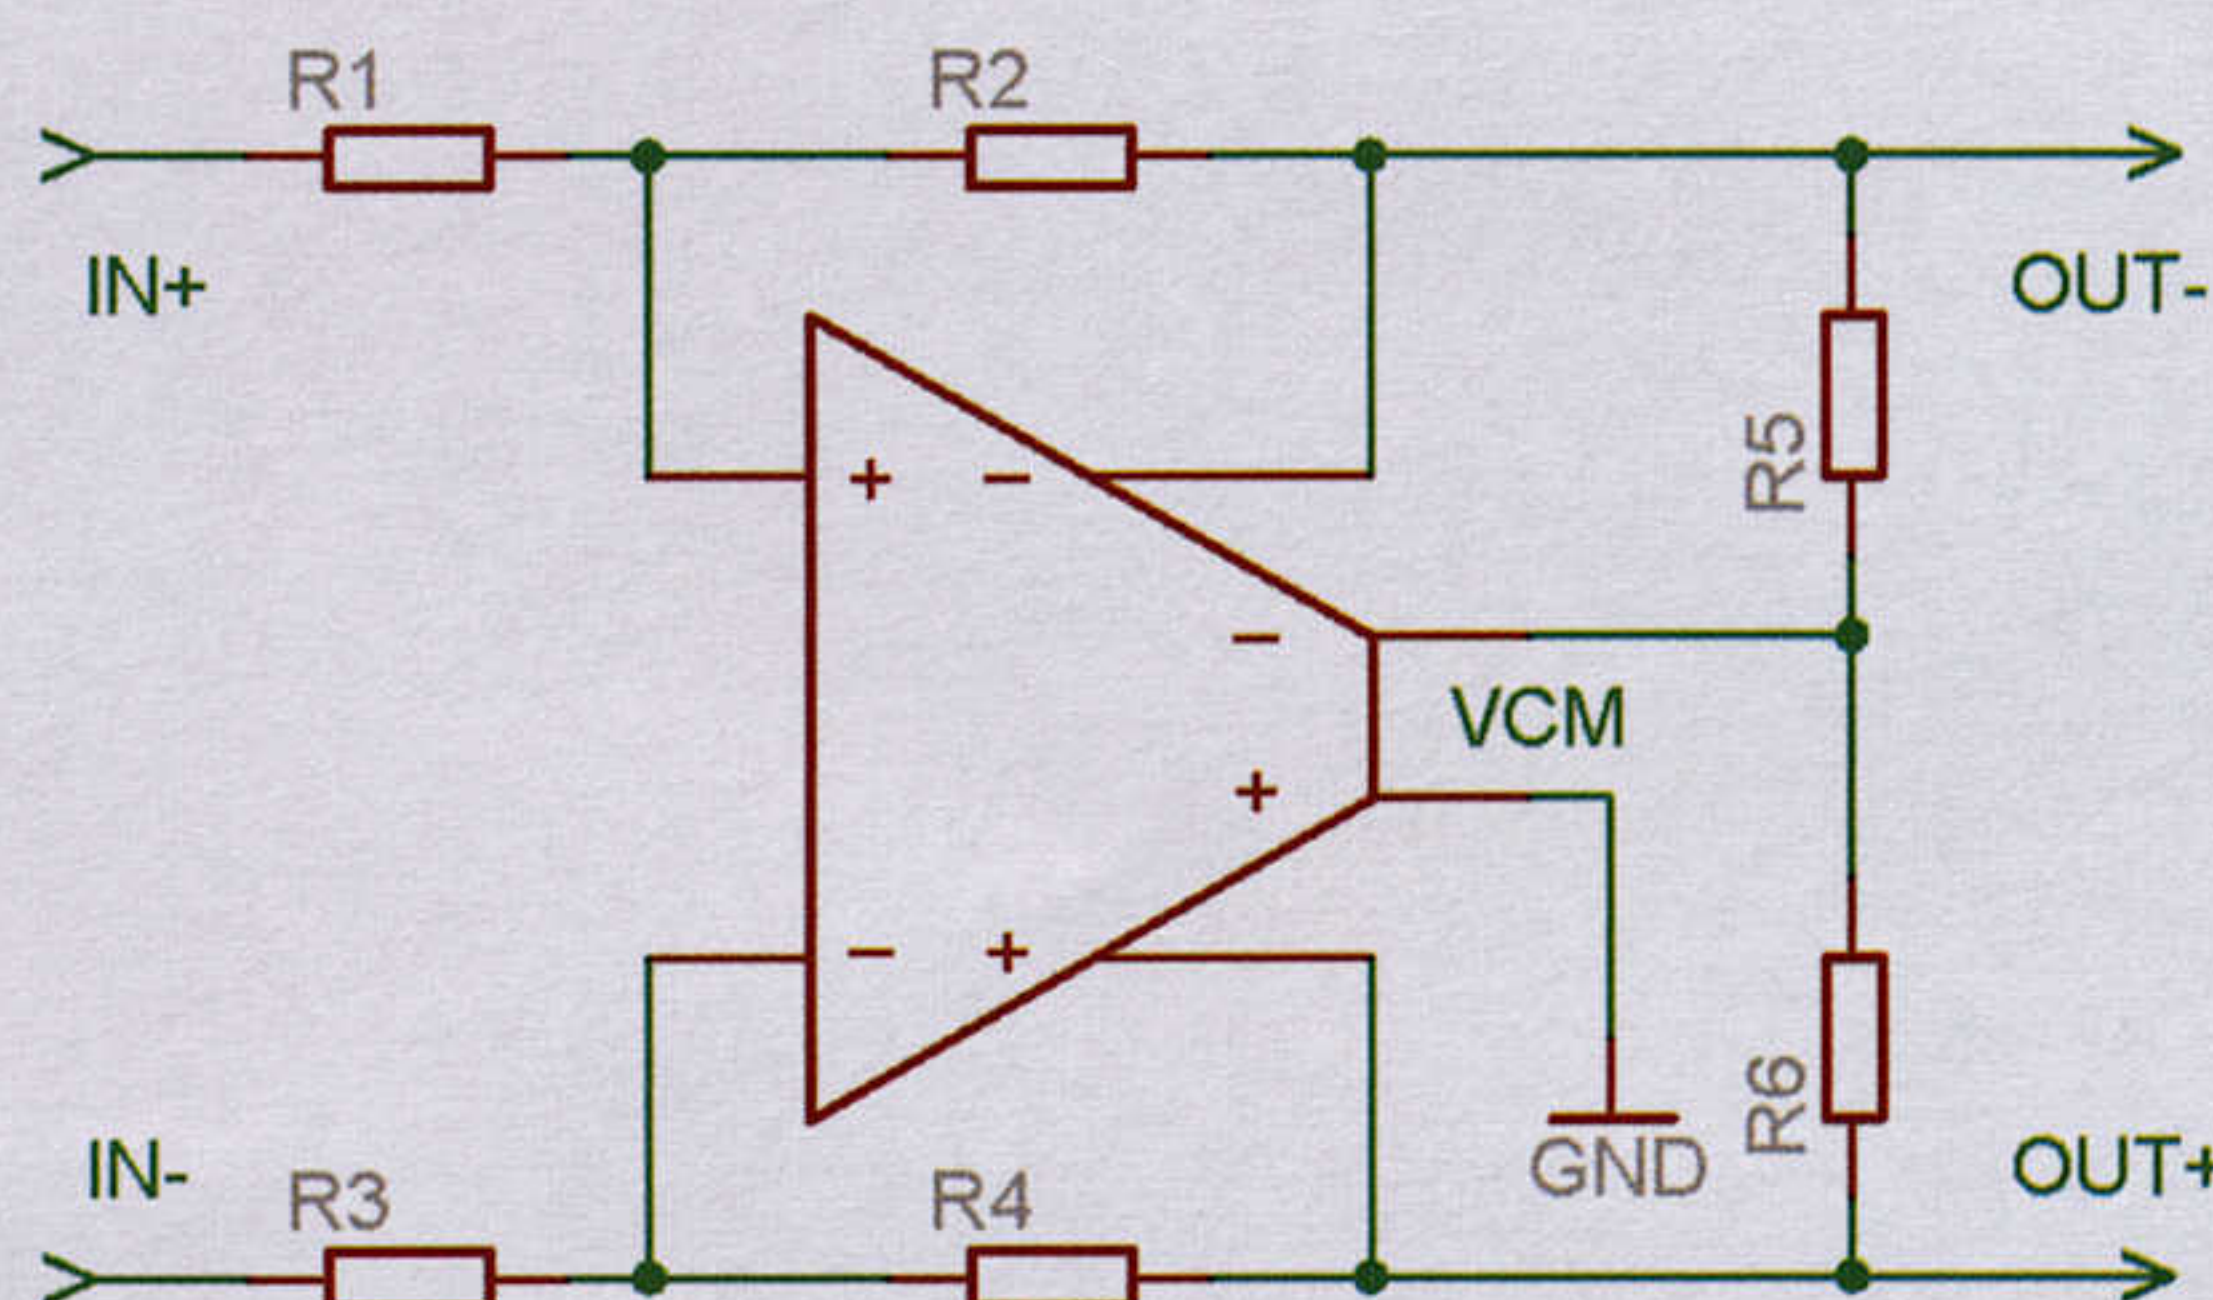 R1
R2
IN+
OUT-
+ −
R5
−
VCM
+
− +
GND
R6
IN-
OUT+
R3
R4